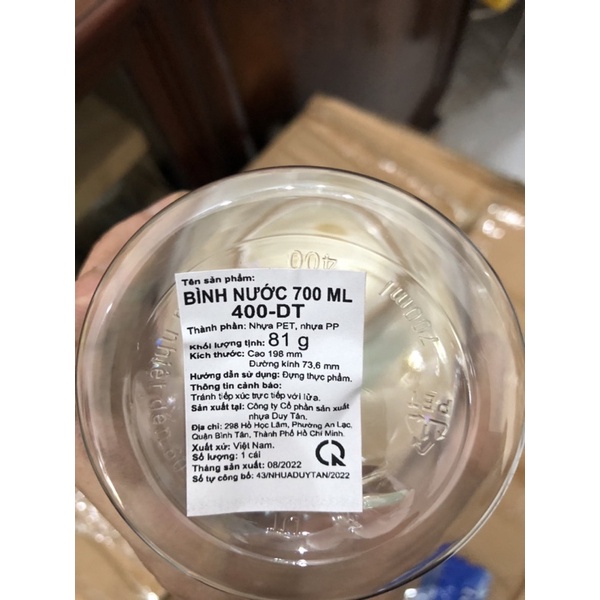 Tên sản phẩm:
BÌNH NƯỚC 700 ML
400-DT
Thành phần: Nhựa PET, nhựa PP
Khối lượng tịnh: 81 g
Kích thước: Cao 198 mm
Đường kính 73,6 mm
Hướng dẫn sử dụng: Đựng thực phẩm.
Thông tin cảnh báo:
Tránh tiếp xúc trực tiếp với lửa.
Sản xuất tại: Công ty Cổ phần sản xuất
nhựa Duy Tân.
Địa chỉ: 298 Hồ Học Lãm, Phường An Lạc,
Quận Bình Tân, Thành Phố Hồ Chí Minh.
Xuất xứ: Việt Nam.
Số lượng: 1 cái
Tháng sản xuất: 08/2022
Số tự công bố: 43/NHUADUYTAN/2022
700ml